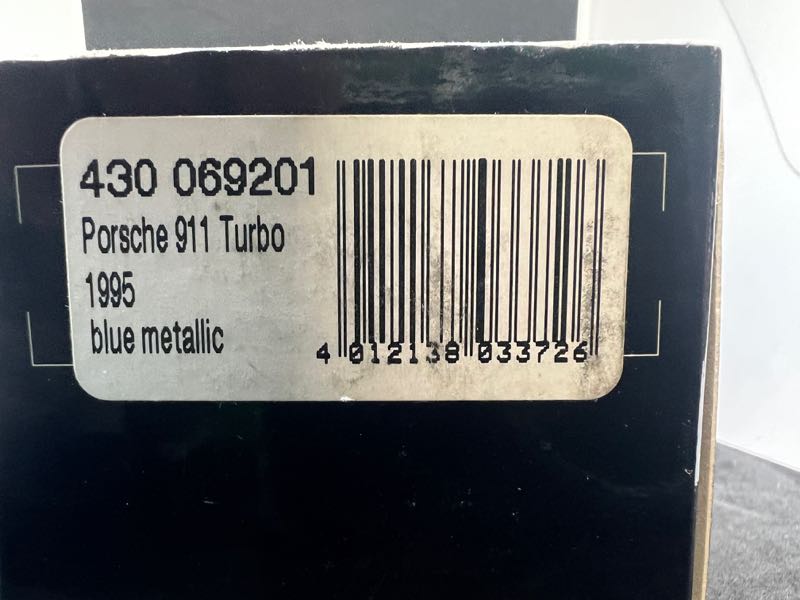 430 069201
Porsche 911 Turbo
1995
blue metallic
4 012138 033726